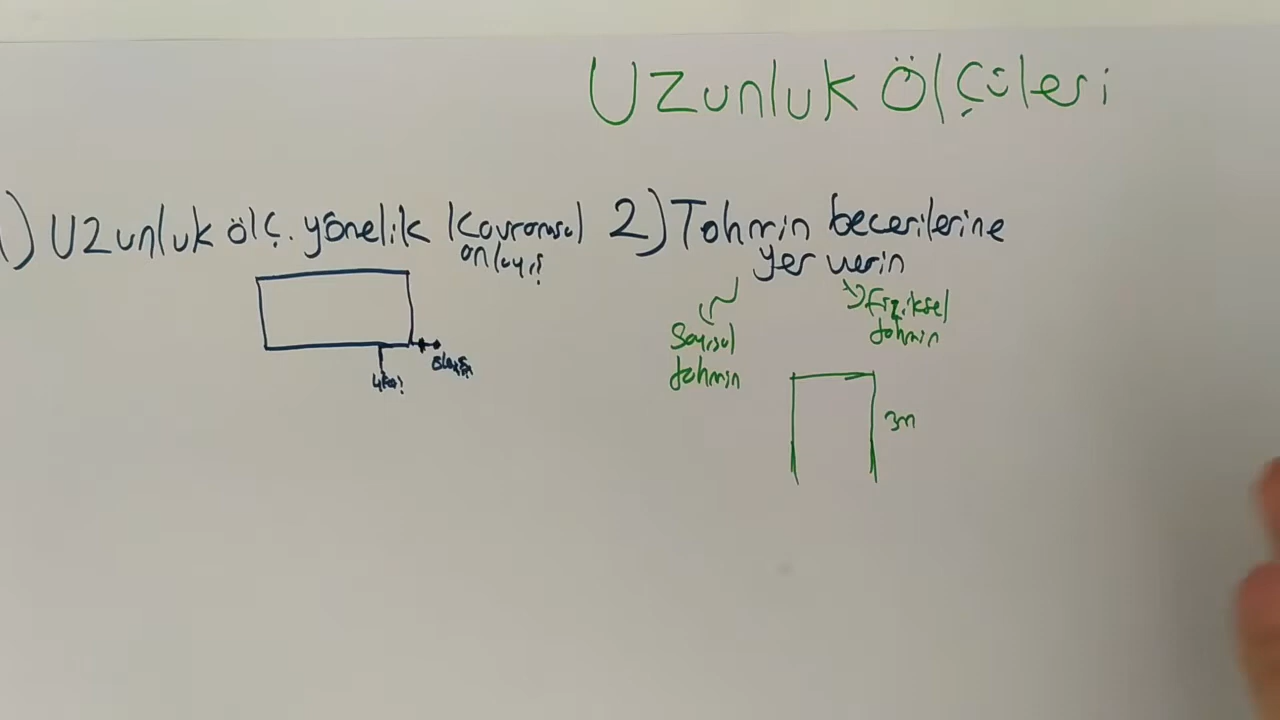 Uzunluk Ölçüleri
1) Uzunluk ölç. yönelik Kavramsal
anlayış
2) Tahmin becerilerine
yer verin
Sayısal
tahmin
Fiziksel
tahmin
3m